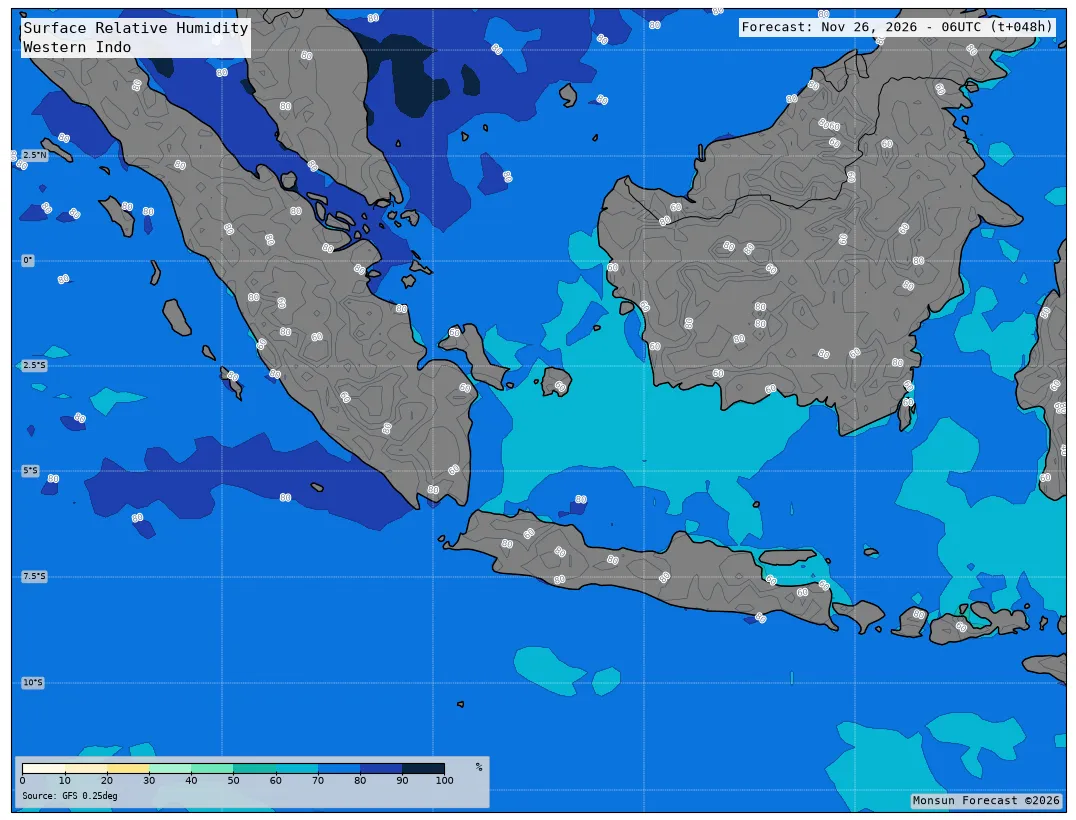 Surface Relative Humidity
Western Indo
Forecast: Nov 26, 2026 - 06UTC (t+048h)
2.5°N
0°
2.5°S
5°S
7.5°S
10°S
0 10 20 30 40 50 60 70 80 90 100
%
Source: GFS 0.25deg
Monsun Forecast ©2026